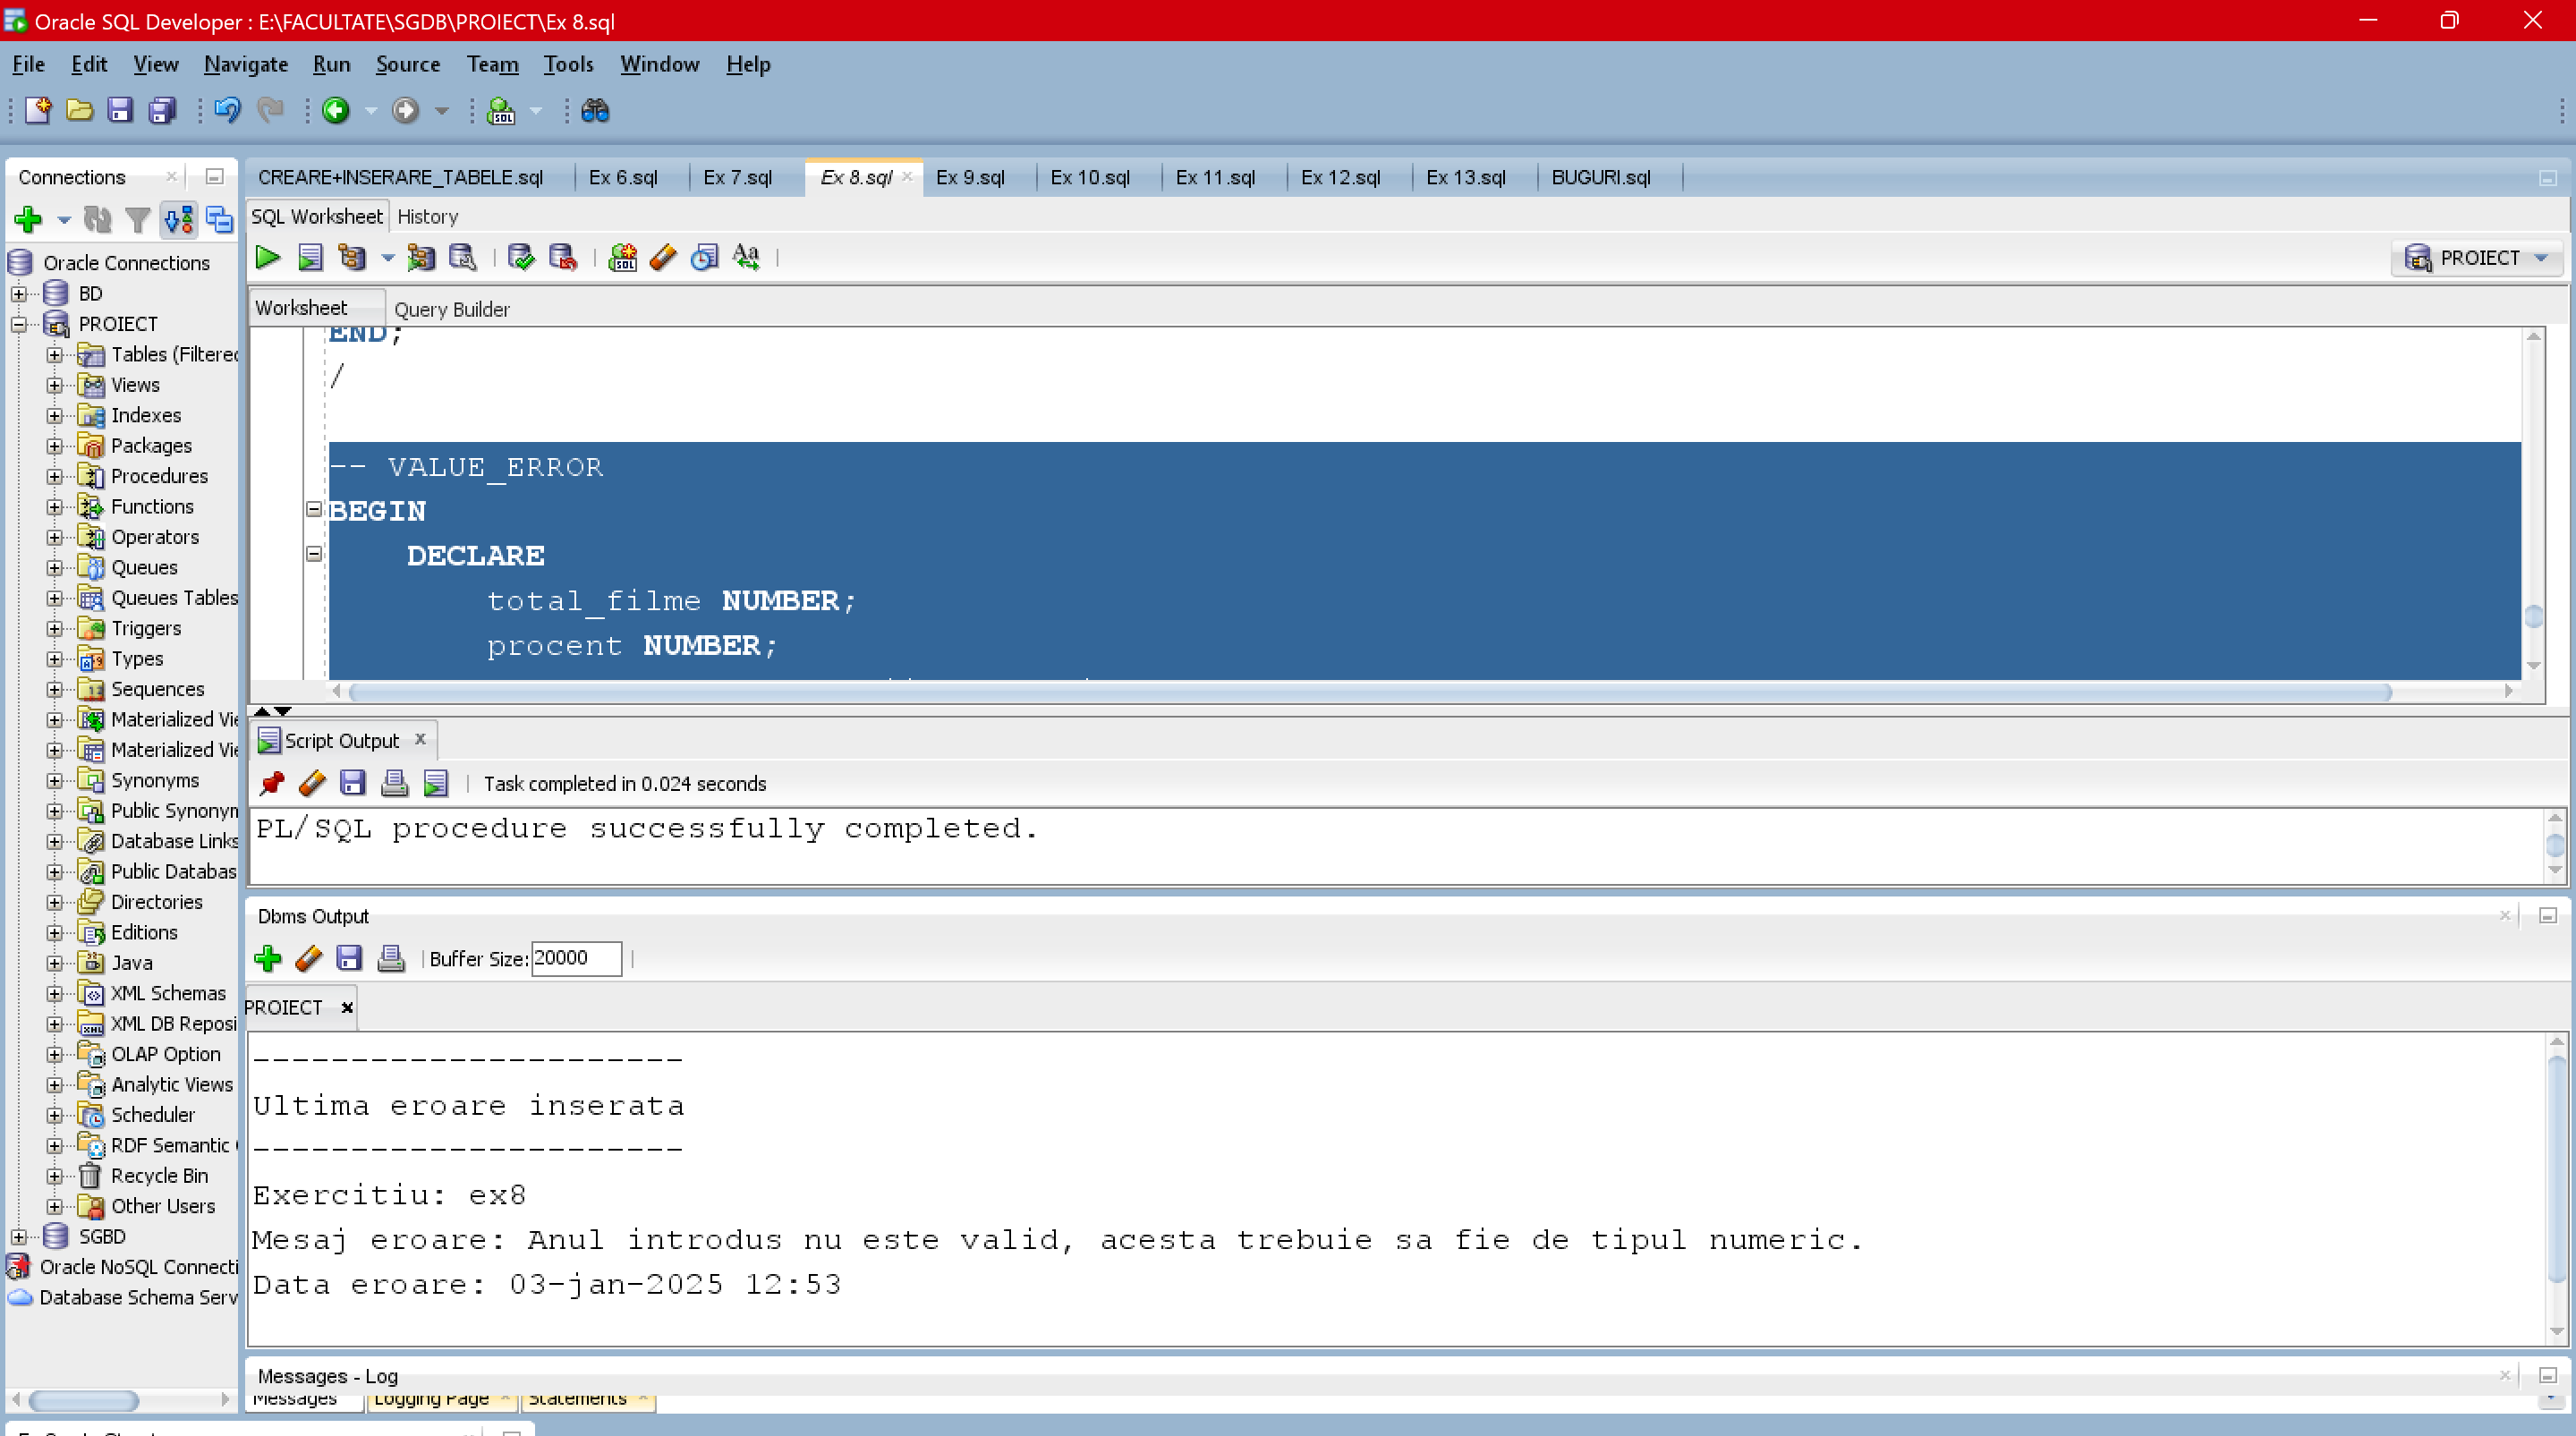 Oracle SQL Developer : E:\FACULTATE\SGDB\PROIECT\Ex 8.sql
File Edit View Navigate Run Source Team Tools Window Help
Connections
Oracle Connections
BD
PROIECT
Tables (Filtered
Views
Indexes
Packages
Procedures
Functions
Operators
Queues
Queues Tables
Triggers
Types
Sequences
Materialized Vie
Materialized Vie
Synonyms
Public Synonym
Database Links
Public Databas
Directories
Editions
Java
XML Schemas
XML DB Reposi
OLAP Option
Analytic Views
Scheduler
RDF Semantic
Recycle Bin
Other Users
SGBD
Oracle NoSQL Connecti
Database Schema Serv
CREARE+INSERARE_TABELE.sql Ex 6.sql Ex 7.sql Ex 8.sql Ex 9.sql Ex 10.sql Ex 11.sql Ex 12.sql Ex 13.sql BUGURI.sql
SQL Worksheet History
PROIECT
Worksheet Query Builder
END;
/
-- VALUE_ERROR
BEGIN
DECLARE
total_filme NUMBER;
procent NUMBER;
Script Output
Task completed in 0.024 seconds
PL/SQL procedure successfully completed.
Dbms Output
Buffer Size: 20000
PROIECT
----------------------
Ultima eroare inserata
----------------------
Exercitiu: ex8
Mesaj eroare: Anul introdus nu este valid, acesta trebuie sa fie de tipul numeric.
Data eroare: 03-jan-2025 12:53
Messages - Log
Messages Logging Page Statements